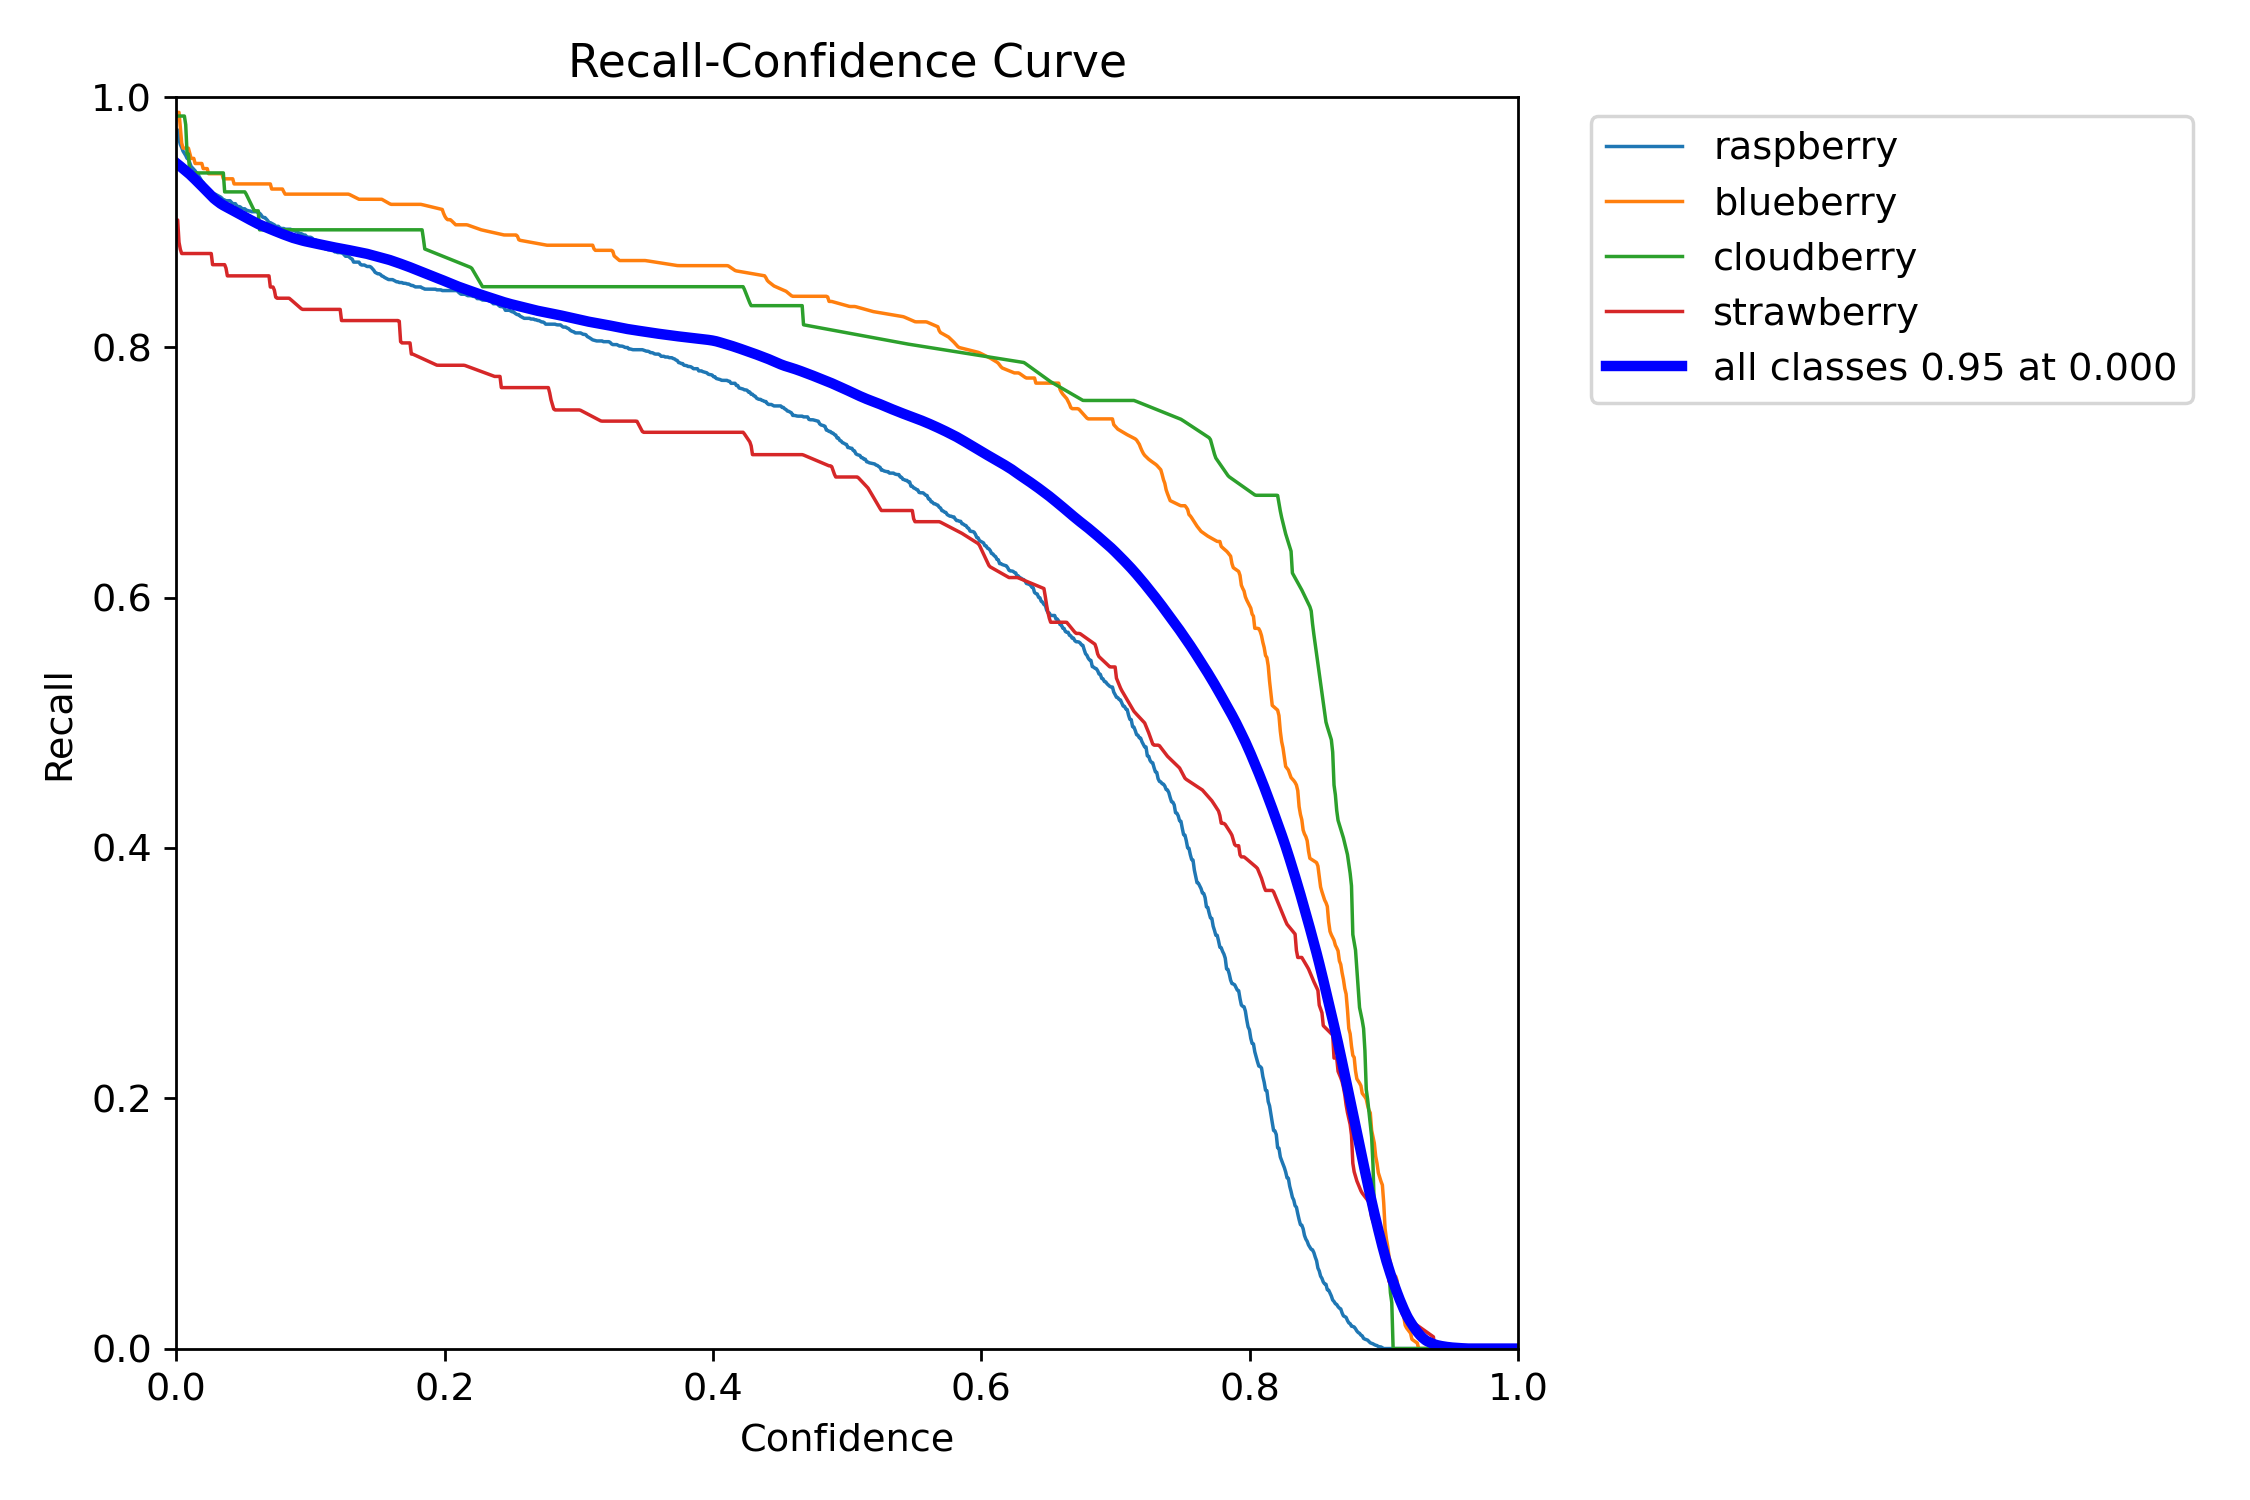 Recall-Confidence Curve
1.0
0.8
0.6
0.4
0.2
0.0
Recall
0.0 0.2 0.4 0.6 0.8 1.0
Confidence
raspberry
blueberry
cloudberry
strawberry
all classes 0.95 at 0.000